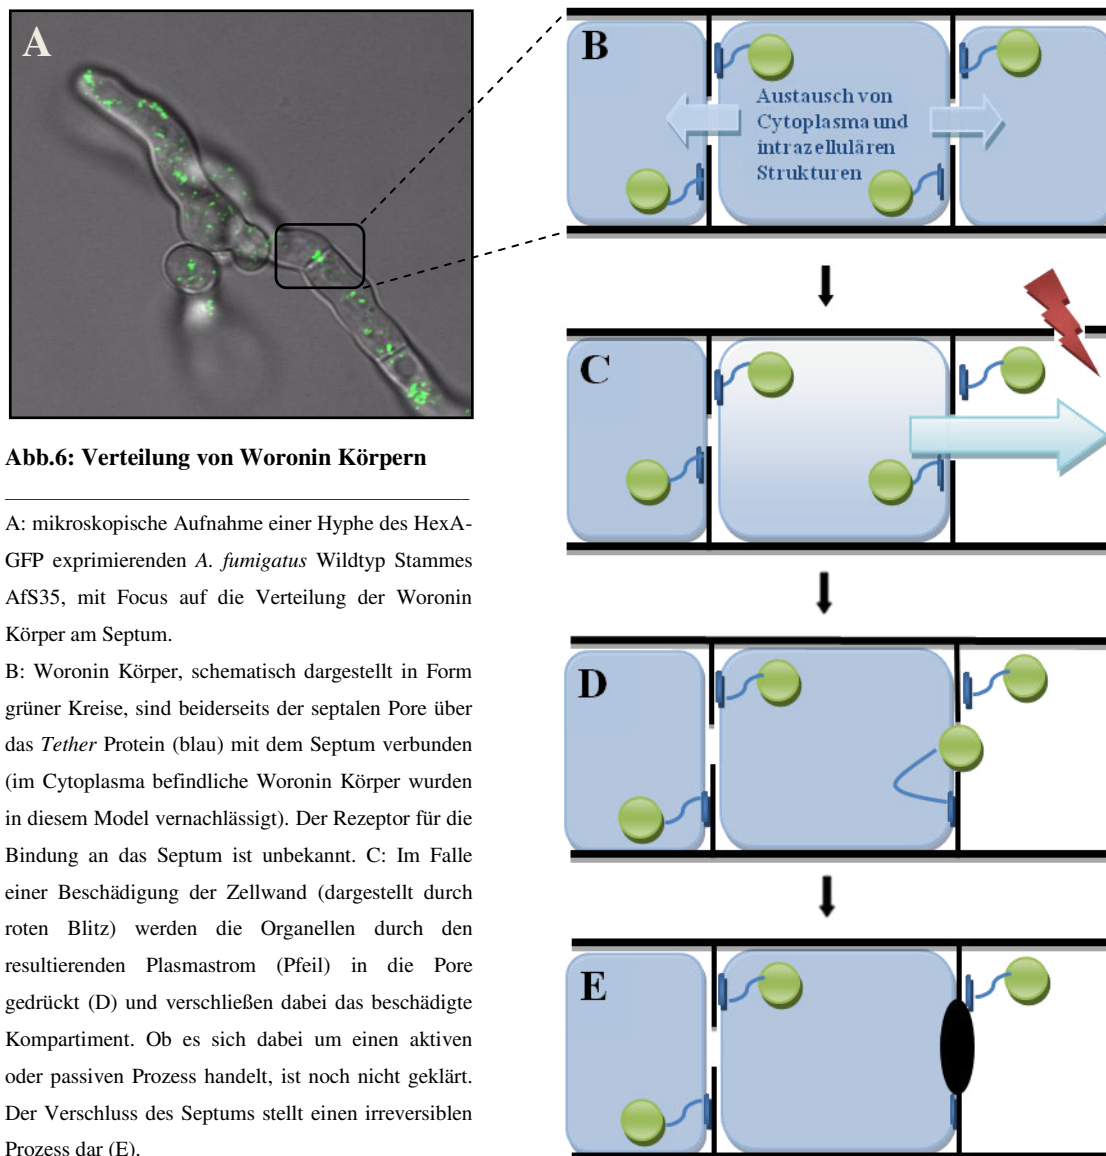 A
Abb.6: Verteilung von Woronin Körpern
A: mikroskopische Aufnahme einer Hyphe des HexA-
GFP exprimierenden A. fumigatus Wildtyp Stammes
AfS35, mit Focus auf die Verteilung der Woronin
Körper am Septum.
B: Woronin Körper, schematisch dargestellt in Form
grüner Kreise, sind beiderseits der septalen Pore über
das Tether Protein (blau) mit dem Septum verbunden
(im Cytoplasma befindliche Woronin Körper wurden
in diesem Model vernachlässigt). Der Rezeptor für die
Bindung an das Septum ist unbekannt. C: Im Falle
einer Beschädigung der Zellwand (dargestellt durch
roten Blitz) werden die Organellen durch den
resultierenden Plasmastrom (Pfeil) in die Pore
gedrückt (D) und verschließen dabei das beschädigte
Kompartiment. Ob es sich dabei um einen aktiven
oder passiven Prozess handelt, ist noch nicht geklärt.
Der Verschluss des Septums stellt einen irreversiblen
Prozess dar (E).
B
Austausch von
Cytoplasma und
intrazellulären
Strukturen
C
D
E